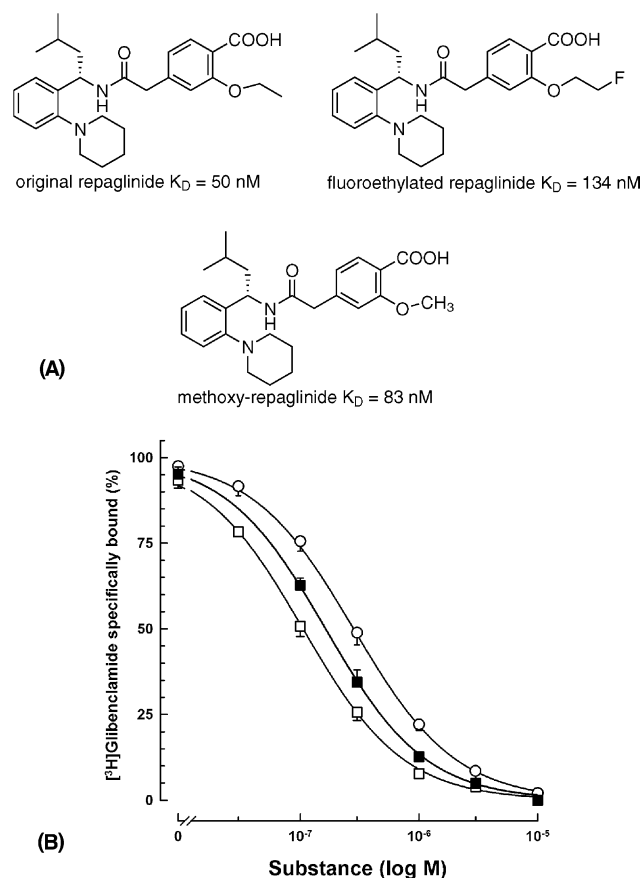 COOH
O
N
H
O
N
original repaglinide K_D = 50 nM
COOH
O
N
H
O
F
N
fluoroethylated repaglinide K_D = 134 nM
COOH
O
N
H
O
CH₃
N
methoxy-repaglinide K_D = 83 nM
(A)
[³H]Glibenclamide specifically bound (%)
100
75
50
25
0
0
10⁻⁷
10⁻⁶
10⁻⁵
Substance (log M)
(B)